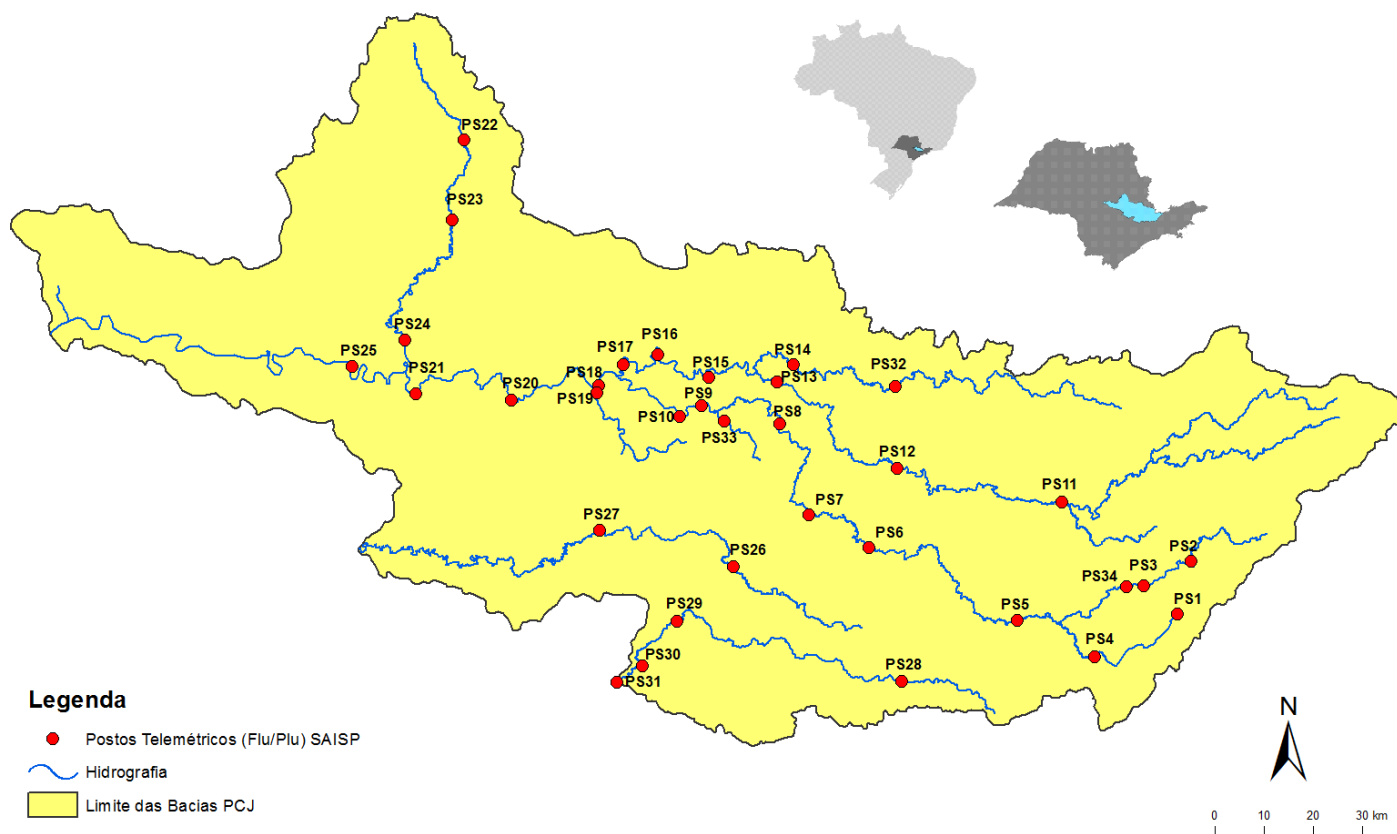 PS22
PS23
PS24
PS25
PS21
PS20
PS18
PS19
PS17
PS16
PS15
PS14
PS13
PS32
PS9
PS10
PS33
PS8
PS12
PS11
PS7
PS6
PS27
PS26
PS2
PS3
PS34
PS1
PS5
PS4
PS29
PS30
PS31
PS28
Legenda
Postos Telemétricos (Flu/Plu) SAISP
Hidrografia
Limite das Bacias PCJ
N
0 10 20 30 km